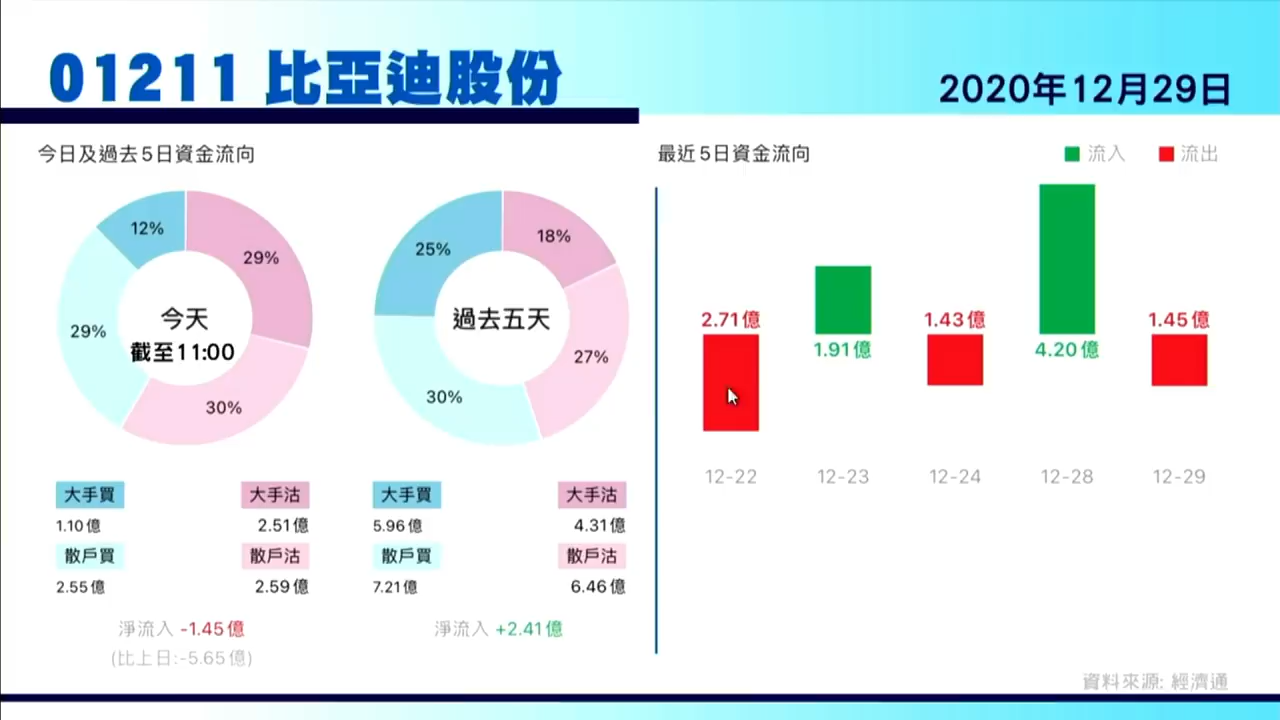 01211 比亞迪股份
2020年12月29日
今日及過去5日資金流向
12%
29%
29%
30%
今天
截至11:00
25%
18%
30%
27%
過去五天
大手買
大手沽
1.10億
2.51億
散戶買
散戶沽
2.55億
2.59億
淨流入 -1.45億
(比上日:-5.65億)
大手買
大手沽
5.96億
4.31億
散戶買
散戶沽
7.21億
6.46億
淨流入 +2.41億
最近5日資金流向
流入
流出
2.71億
1.91億
1.43億
4.20億
1.45億
12-22
12-23
12-24
12-28
12-29
資料來源: 經濟通